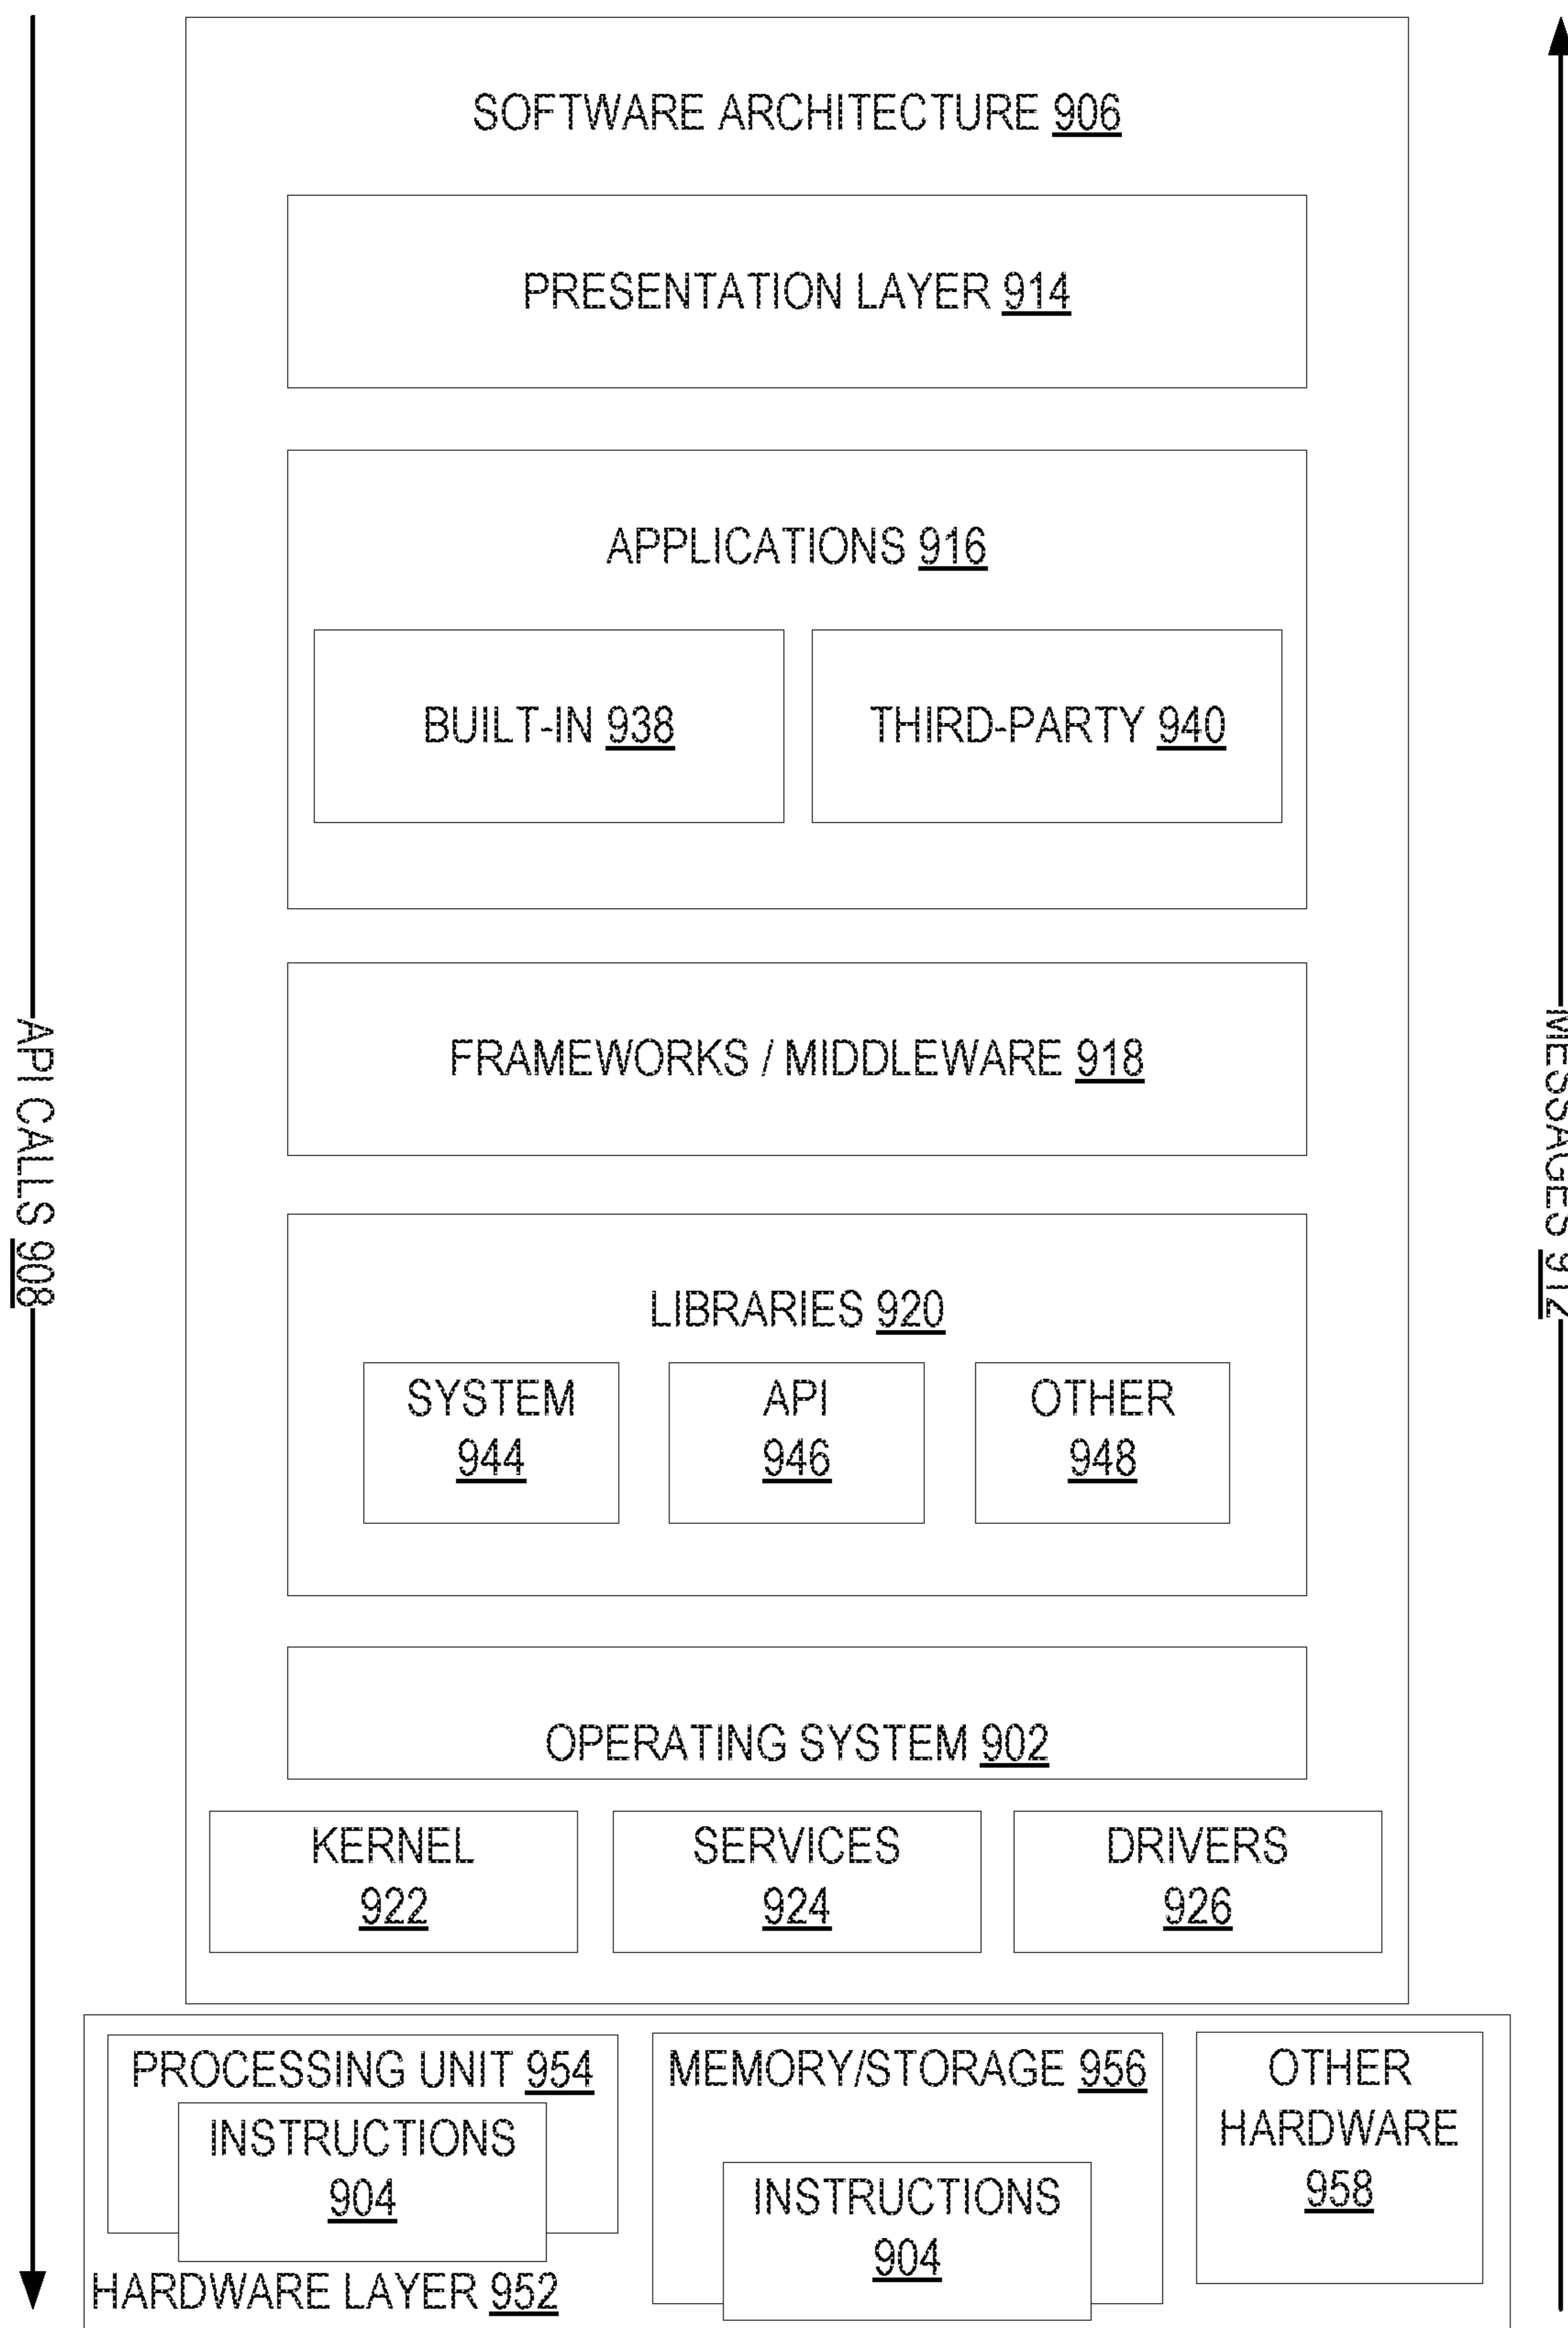 SOFTWARE ARCHITECTURE 906
PRESENTATION LAYER 914
APPLICATIONS 916
BUILT-IN 938
THIRD-PARTY 940
FRAMEWORKS / MIDDLEWARE 918
API CALLS 908
MESSAGES 912
LIBRARIES 920
SYSTEM
944
API
946
OTHER
948
OPERATING SYSTEM 902
KERNEL
922
SERVICES
924
DRIVERS
926
PROCESSING UNIT 954
INSTRUCTIONS
904
MEMORY/STORAGE 956
INSTRUCTIONS
904
OTHER
HARDWARE
958
HARDWARE LAYER 952